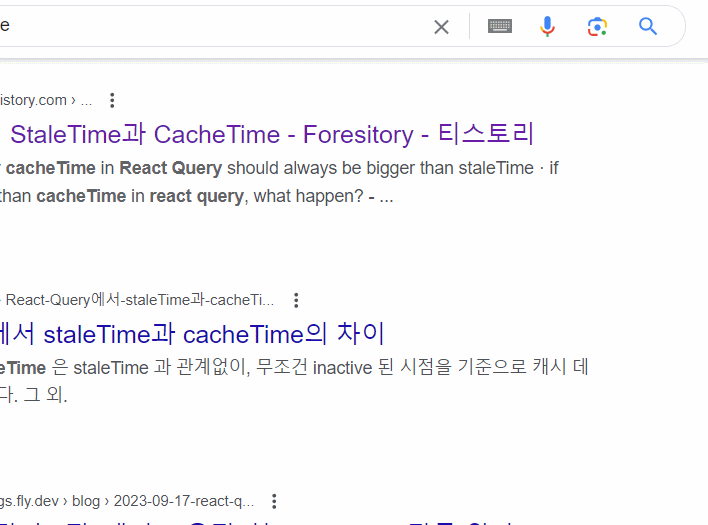 e
istory.com › ...
StaleTime과 CacheTime - Foresitory - 티스토리
cacheTime in React Query should always be bigger than staleTime · if
than cacheTime in react query, what happen? - ...
React-Query에서-staleTime과-cacheTi...
에서 staleTime과 cacheTime의 차이
eTime 은 staleTime 과 관계없이, 무조건 inactive 된 시점을 기준으로 캐시 데
다. 그 외.
gs.fly.dev › blog › 2023-09-17-react-q...